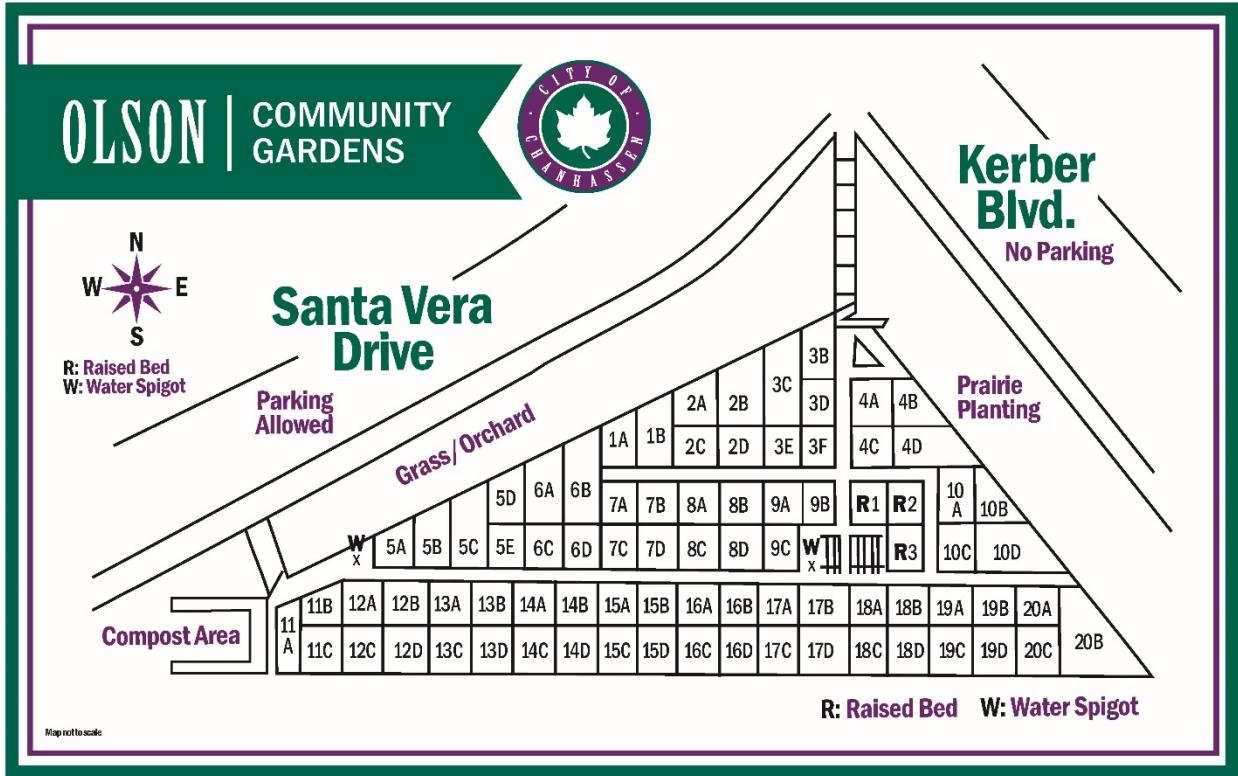 OLSON
COMMUNITY
GARDENS
· CITY OF ·
CHANHASSEN
Kerber
Blvd.
No Parking
N
W E
S
R: Raised Bed
W: Water Spigot
Santa Vera
Drive
Parking
Allowed
Grass/Orchard
Prairie
Planting
3B
3C
3D 4A 4B
2A 2B
1A 1B 2C 2D 3E 3F 4C 4D
5D 6A 6B 7A 7B 8A 8B 9A 9B R1 R2 10
A 10B
W
x
5A 5B 5C 5E 6C 6D 7C 7D 8C 8D 9C W
x
R3 10C 10D
11B 12A 12B 13A 13B 14A 14B 15A 15B 16A 16B 17A 17B 18A 18B 19A 19B 20A
11
A
11C 12C 12D 13C 13D 14C 14D 15C 15D 16C 16D 17C 17D 18C 18D 19C 19D 20C 20B
Compost Area
R: Raised Bed W: Water Spigot
Map not to scale